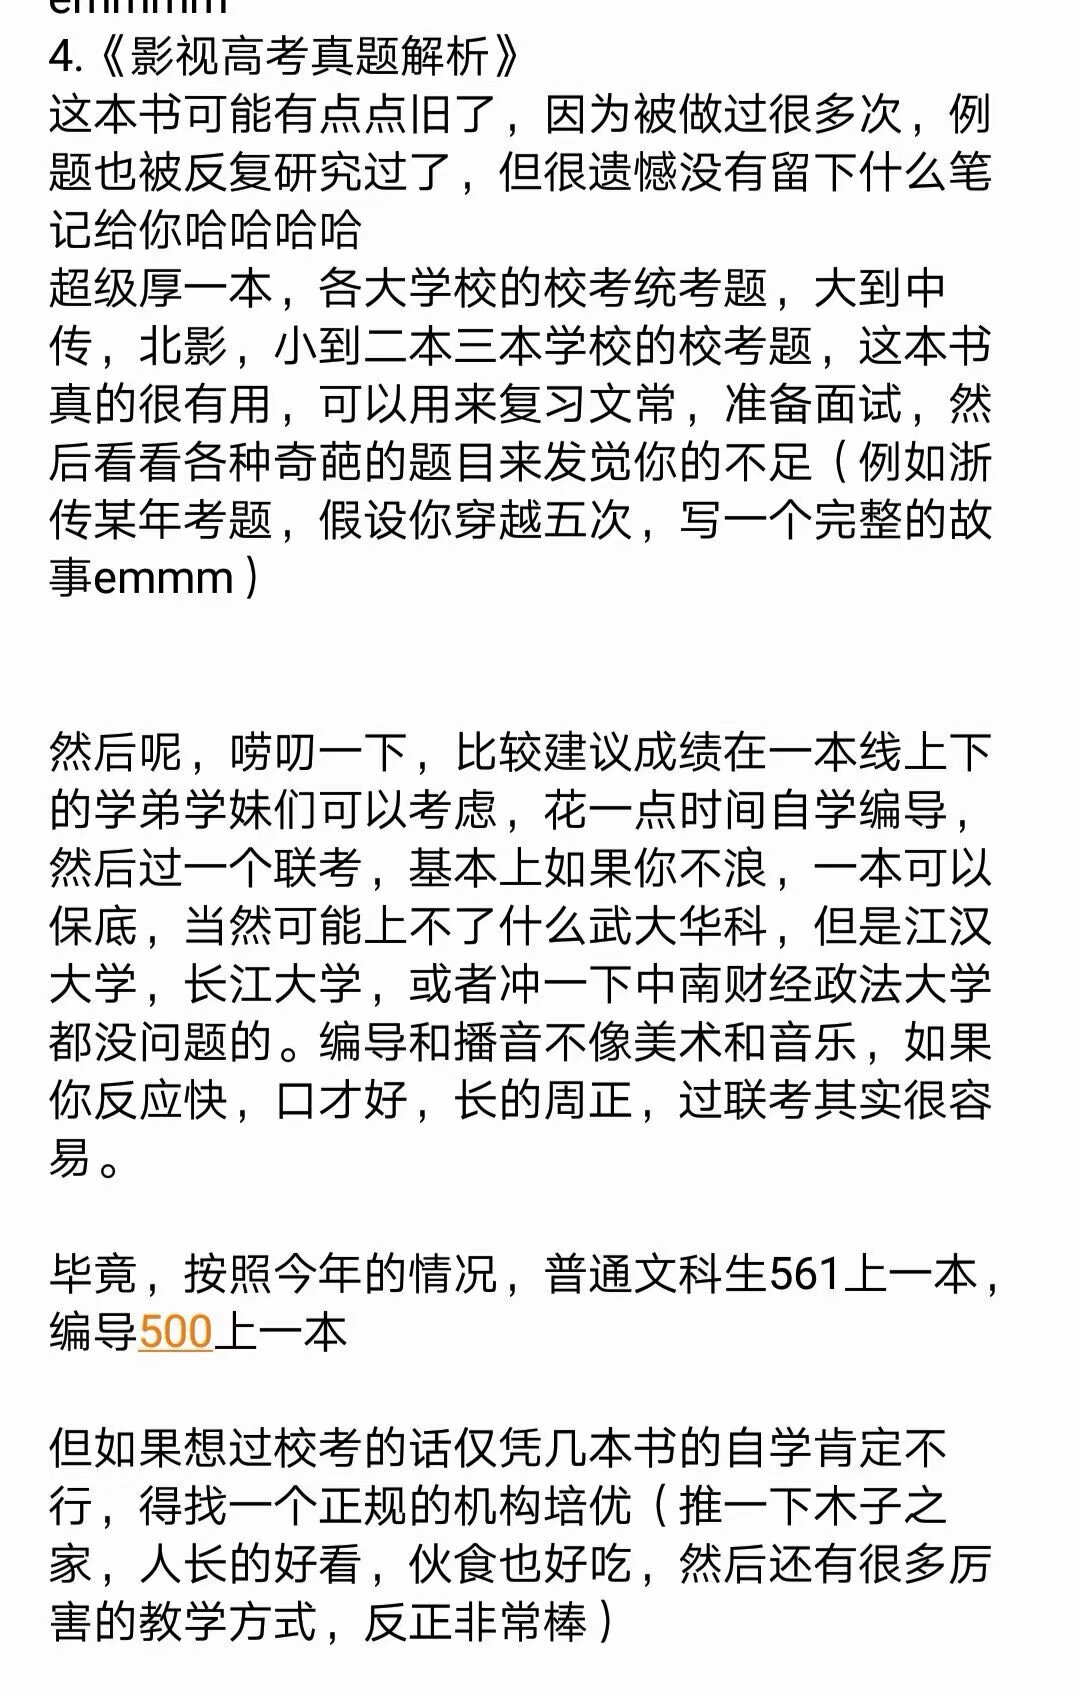 emmmmm
4.《影视高考真题解析》
这本书可能有点点旧了，因为被做过很多次，例
题也被反复研究过了，但很遗憾没有留下什么笔
记给你哈哈哈哈
超级厚一本，各大学校的校考统考题，大到中
传，北影，小到二本三本学校的校考题，这本书
真的很有用，可以用来复习文常，准备面试，然
后看看各种奇葩的题目来发觉你的不足（例如浙
传某年考题，假设你穿越五次，写一个完整的故
事emmm）
然后呢，唠叨一下，比较建议成绩在一本线上下
的学弟学妹们可以考虑，花一点时间自学编导，
然后过一个联考，基本上如果你不浪，一本可以
保底，当然可能上不了什么武大华科，但是江汉
大学，长江大学，或者冲一下中南财经政法大学
都没问题的。编导和播音不像美术和音乐，如果
你反应快，口才好，长的周正，过联考其实很容
易。
毕竟，按照今年的情况，普通文科生561上一本，
编导500上一本
但如果想过校考的话仅凭几本书的自学肯定不
行，得找一个正规的机构培优（推一下木子之
家，人长的好看，伙食也好吃，然后还有很多厉
害的教学方式，反正非常棒）